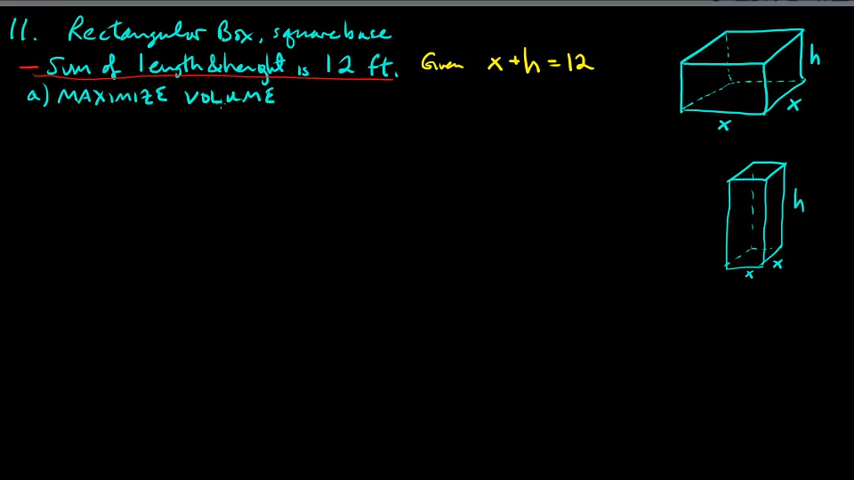 11. Rectangular Box, square base
- Sum of length & height is 12 ft. Given x + h = 12
a) MAXIMIZE VOLUME
h
x
x
h
x
x